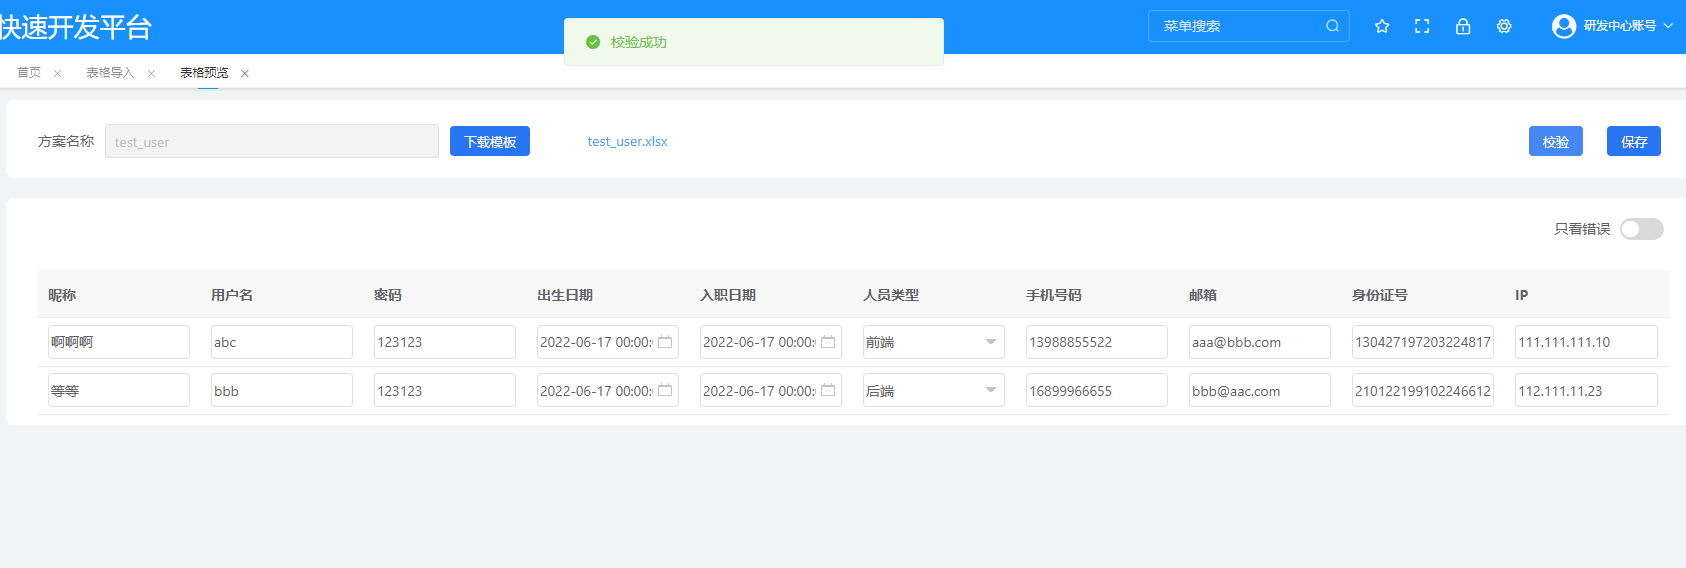 快速开发平台
校验成功
菜单搜索
研发中心账号
首页
表格导入
表格预览
方案名称 test_user 下载模板 test_user.xlsx 校验 保存
只看错误
昵称 用户名 密码 出生日期 入职日期 人员类型 手机号码 邮箱 身份证号 IP
啊啊啊 abc 123123 2022-06-17 00:00: 2022-06-17 00:00: 前端 13988855522 aaa@bbb.com 130427197203224817 111.111.111.10
等等 bbb 123123 2022-06-17 00:00: 2022-06-17 00:00: 后端 16899966655 bbb@aac.com 210122199102246612 112.111.11.23